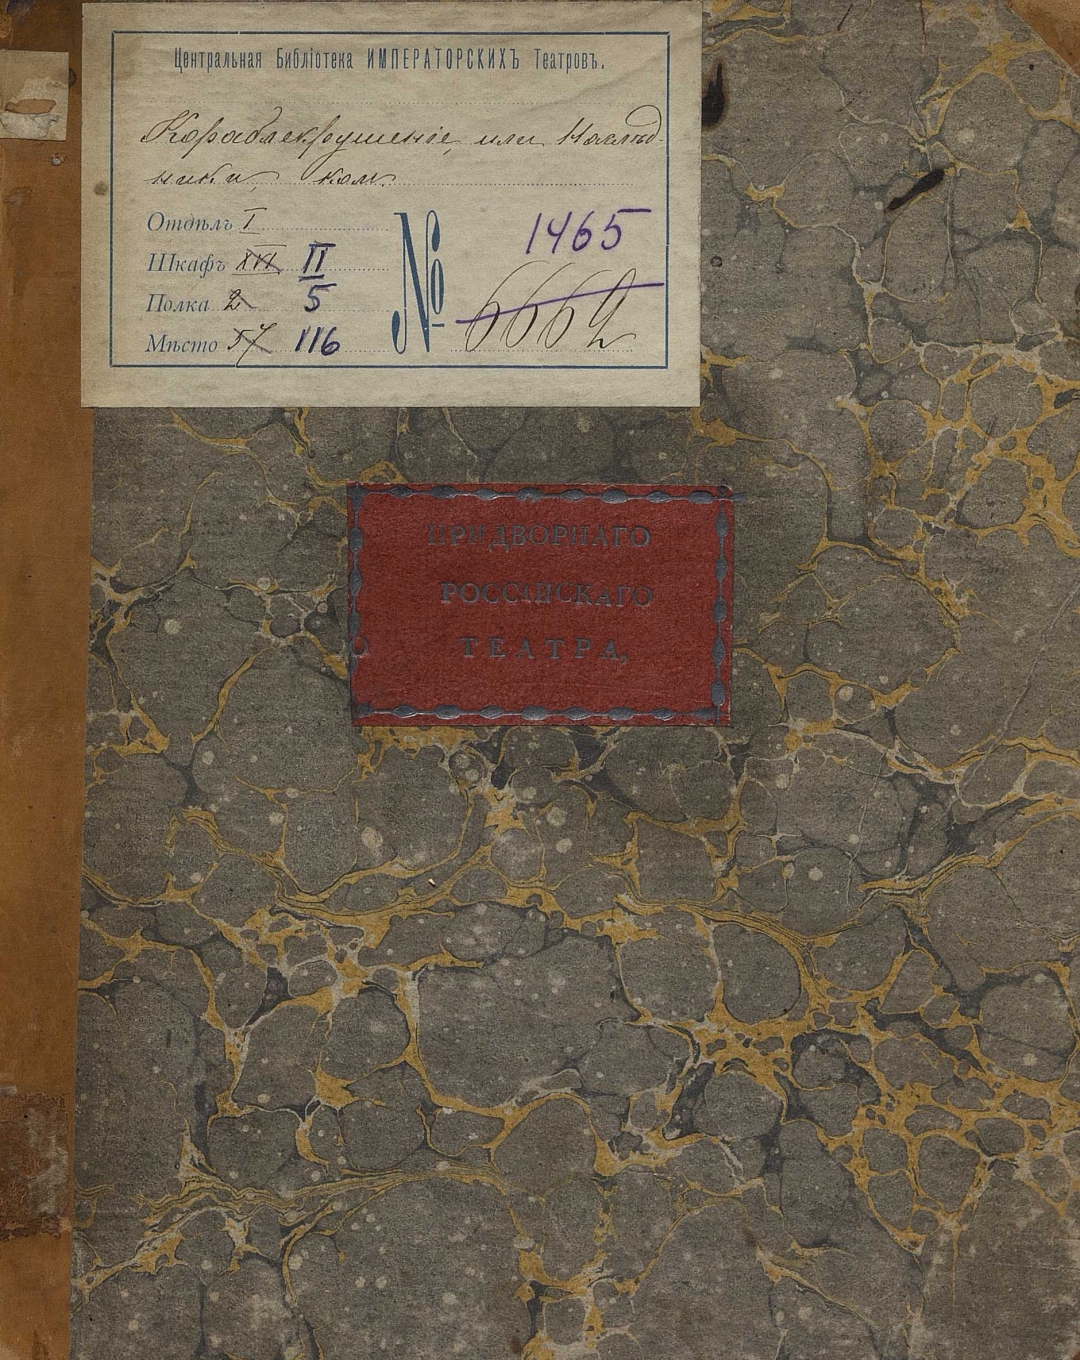 Центральная Библіотека ИМПЕРАТОРСКИХЪ Театровъ.
Кораблекрушеніе, или Наслѣд-
ники, ком.
Отдѣлъ I
Шкафъ XVI II
Полка 2 5
Мѣсто 57 116
№ 1465
6662
ПРИДВОРНАГО
РОССІЙСКАГО
ТЕАТРА,